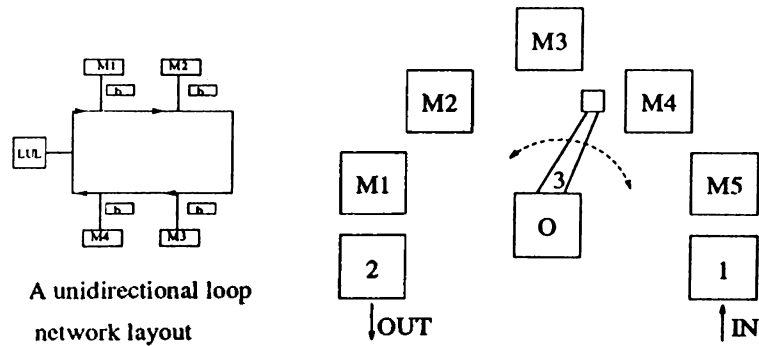 M1 M2
b b
LUL
b b
M4 M3
A unidirectional loop
network layout
M3
M2 M4
M1 3 M5
O
2 1
OUT IN